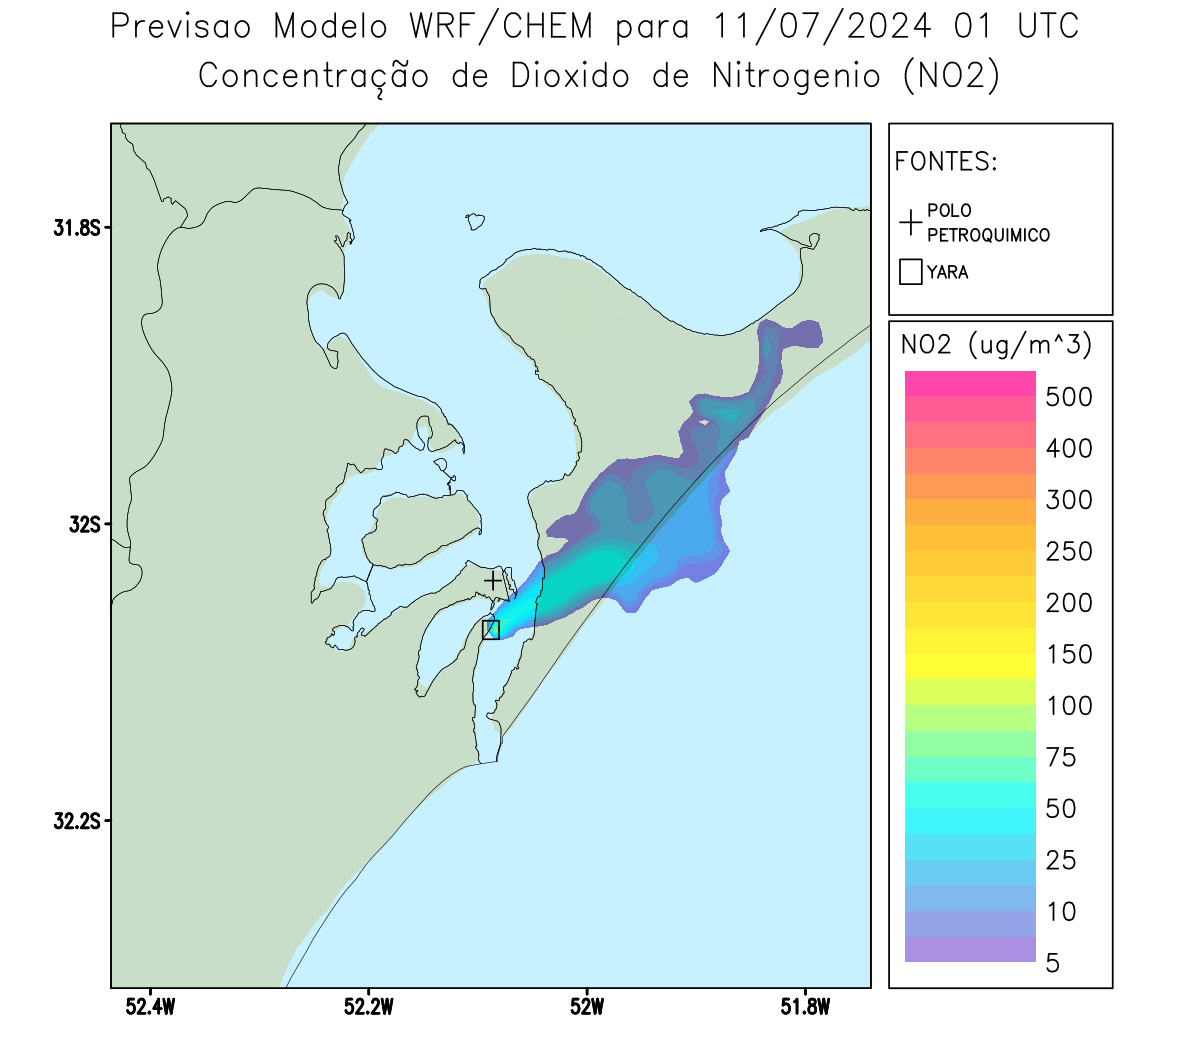 Previsao Modelo WRF/CHEM para 11/07/2024 01 UTC
Concentração de Dioxido de Nitrogenio (NO2)
FONTES:
POLO
PETROQUIMICO
YARA
NO2 (ug/m^3)
500
400
300
250
200
150
100
75
50
25
10
5
31.8S
32S
32.2S
52.4W
52.2W
52W
51.8W